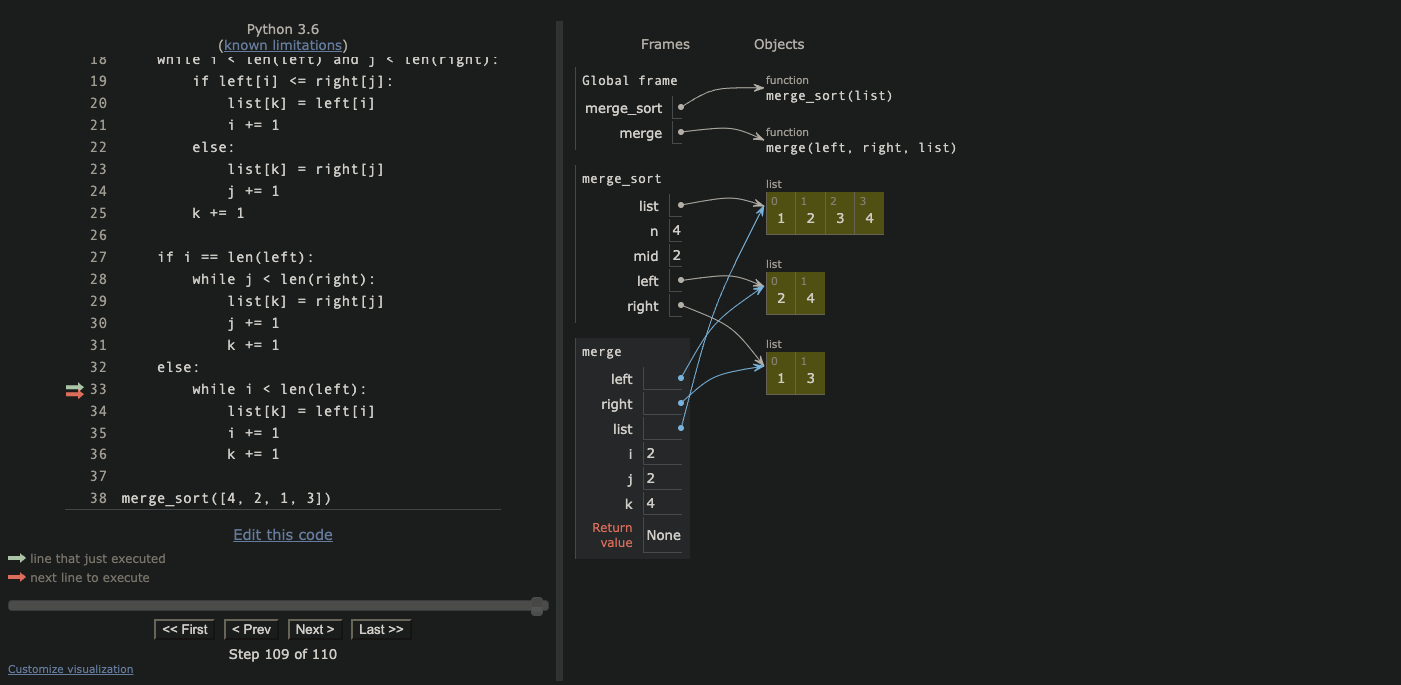 Python 3.6
(known limitations)
18 while i < len(left) and j < len(right):
19 if left[i] <= right[j]:
20 list[k] = left[i]
21 i += 1
22 else:
23 list[k] = right[j]
24 j += 1
25 k += 1
26
27 if i == len(left):
28 while j < len(right):
29 list[k] = right[j]
30 j += 1
31 k += 1
32 else:
33 while i < len(left):
34 list[k] = left[i]
35 i += 1
36 k += 1
37
38 merge_sort([4, 2, 1, 3])
Edit this code
line that just executed
next line to execute
<< First < Prev Next > Last >>
Step 109 of 110
Customize visualization
Frames Objects
Global frame
merge_sort
merge
function
merge_sort(list)
function
merge(left, right, list)
merge_sort
list
n 4
mid 2
left
right
list
0 1 2 3
1 2 3 4
list
0 1
2 4
list
0 1
1 3
merge
left
right
list
i 2
j 2
k 4
Return
value None